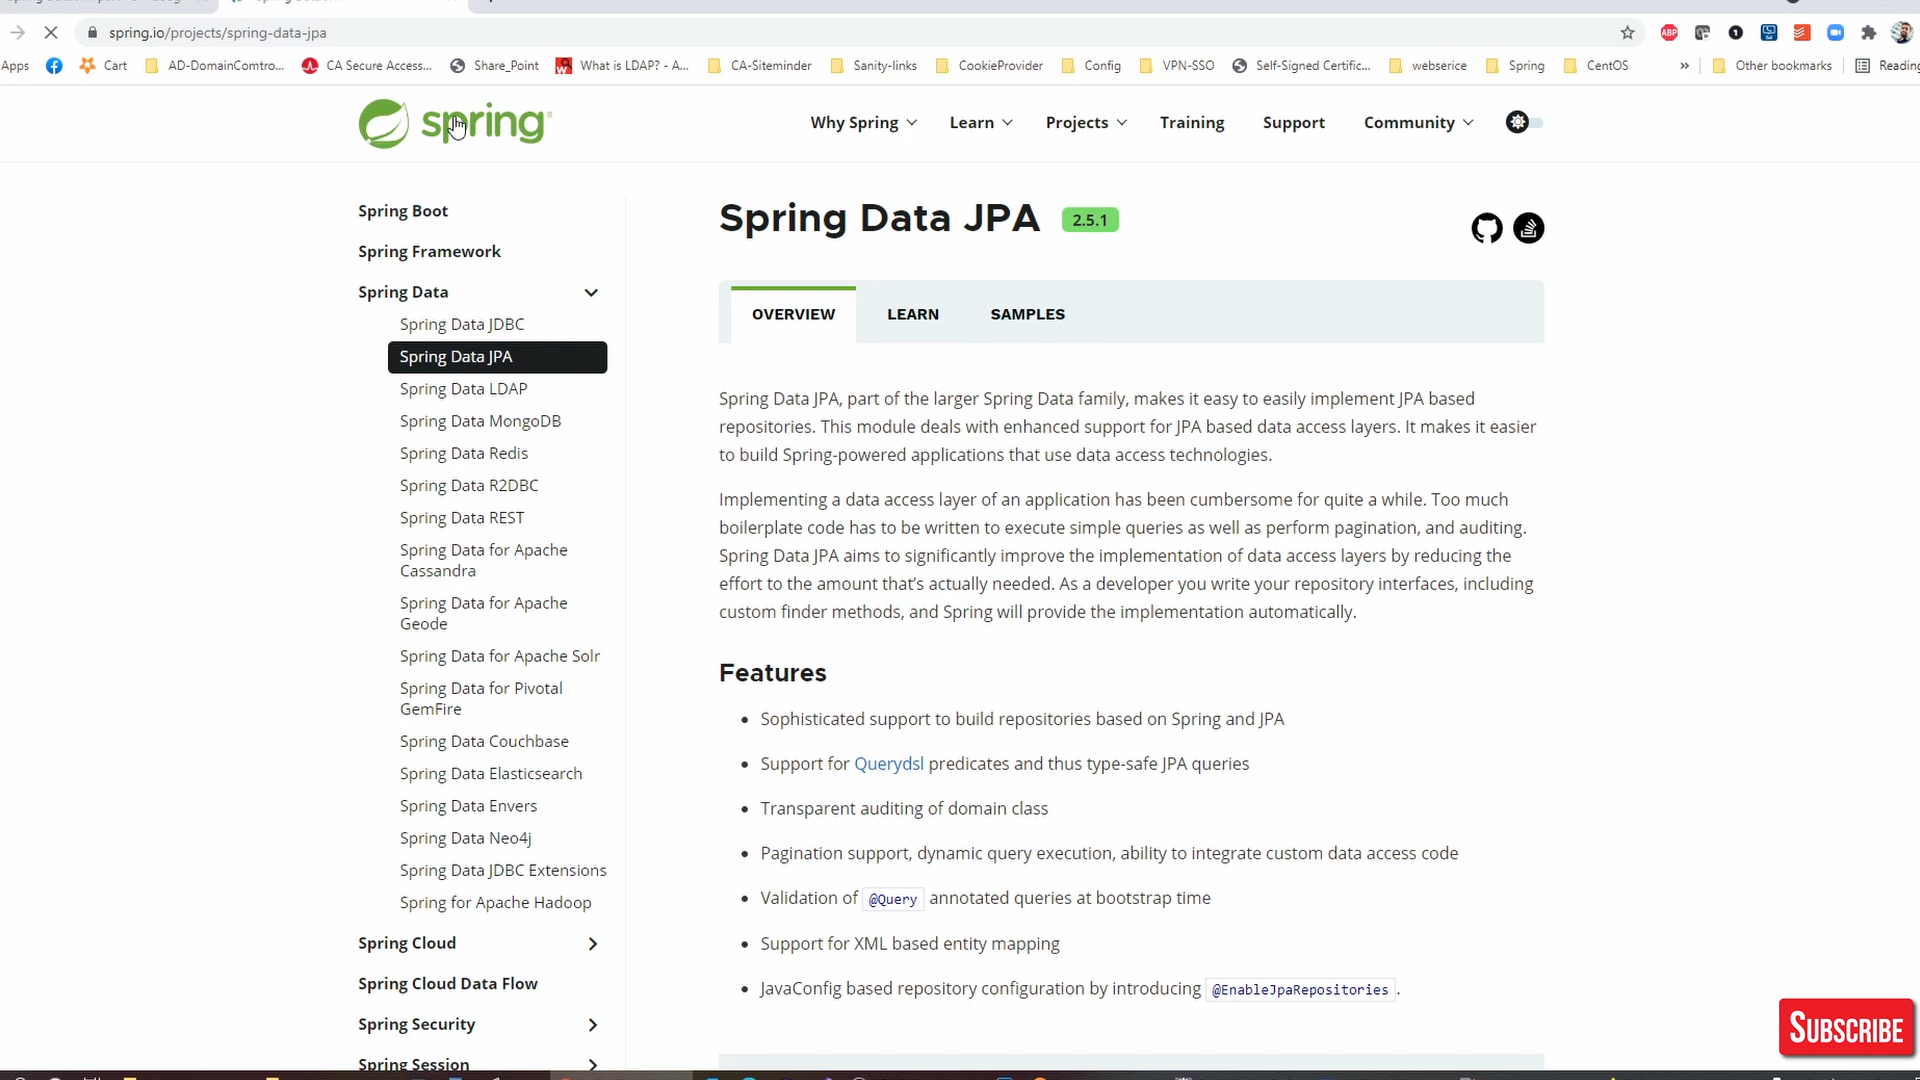 spring.io/projects/spring-data-jpa
ABP
Apps
Cart
AD-DomainComtro...
CA Secure Access...
Share_Point
What is LDAP? - A...
CA-Siteminder
Sanity-links
CookieProvider
Config
VPN-SSO
Self-Signed Certific...
webserice
Spring
CentOS
»
Other bookmarks
Reading
spring
Why Spring
Learn
Projects
Training
Support
Community
Spring Boot
Spring Framework
Spring Data
Spring Data JDBC
Spring Data JPA
Spring Data LDAP
Spring Data MongoDB
Spring Data Redis
Spring Data R2DBC
Spring Data REST
Spring Data for Apache
Cassandra
Spring Data for Apache
Geode
Spring Data for Apache Solr
Spring Data for Pivotal
GemFire
Spring Data Couchbase
Spring Data Elasticsearch
Spring Data Envers
Spring Data Neo4j
Spring Data JDBC Extensions
Spring for Apache Hadoop
Spring Cloud
Spring Cloud Data Flow
Spring Security
Spring Session
Spring Data JPA 2.5.1
OVERVIEW
LEARN
SAMPLES
Spring Data JPA, part of the larger Spring Data family, makes it easy to easily implement JPA based
repositories. This module deals with enhanced support for JPA based data access layers. It makes it easier
to build Spring-powered applications that use data access technologies.
Implementing a data access layer of an application has been cumbersome for quite a while. Too much
boilerplate code has to be written to execute simple queries as well as perform pagination, and auditing.
Spring Data JPA aims to significantly improve the implementation of data access layers by reducing the
effort to the amount that’s actually needed. As a developer you write your repository interfaces, including
custom finder methods, and Spring will provide the implementation automatically.
Features
• Sophisticated support to build repositories based on Spring and JPA
• Support for Querydsl predicates and thus type-safe JPA queries
• Transparent auditing of domain class
• Pagination support, dynamic query execution, ability to integrate custom data access code
• Validation of @Query annotated queries at bootstrap time
• Support for XML based entity mapping
• JavaConfig based repository configuration by introducing @EnableJpaRepositories.
SUBSCRIBE